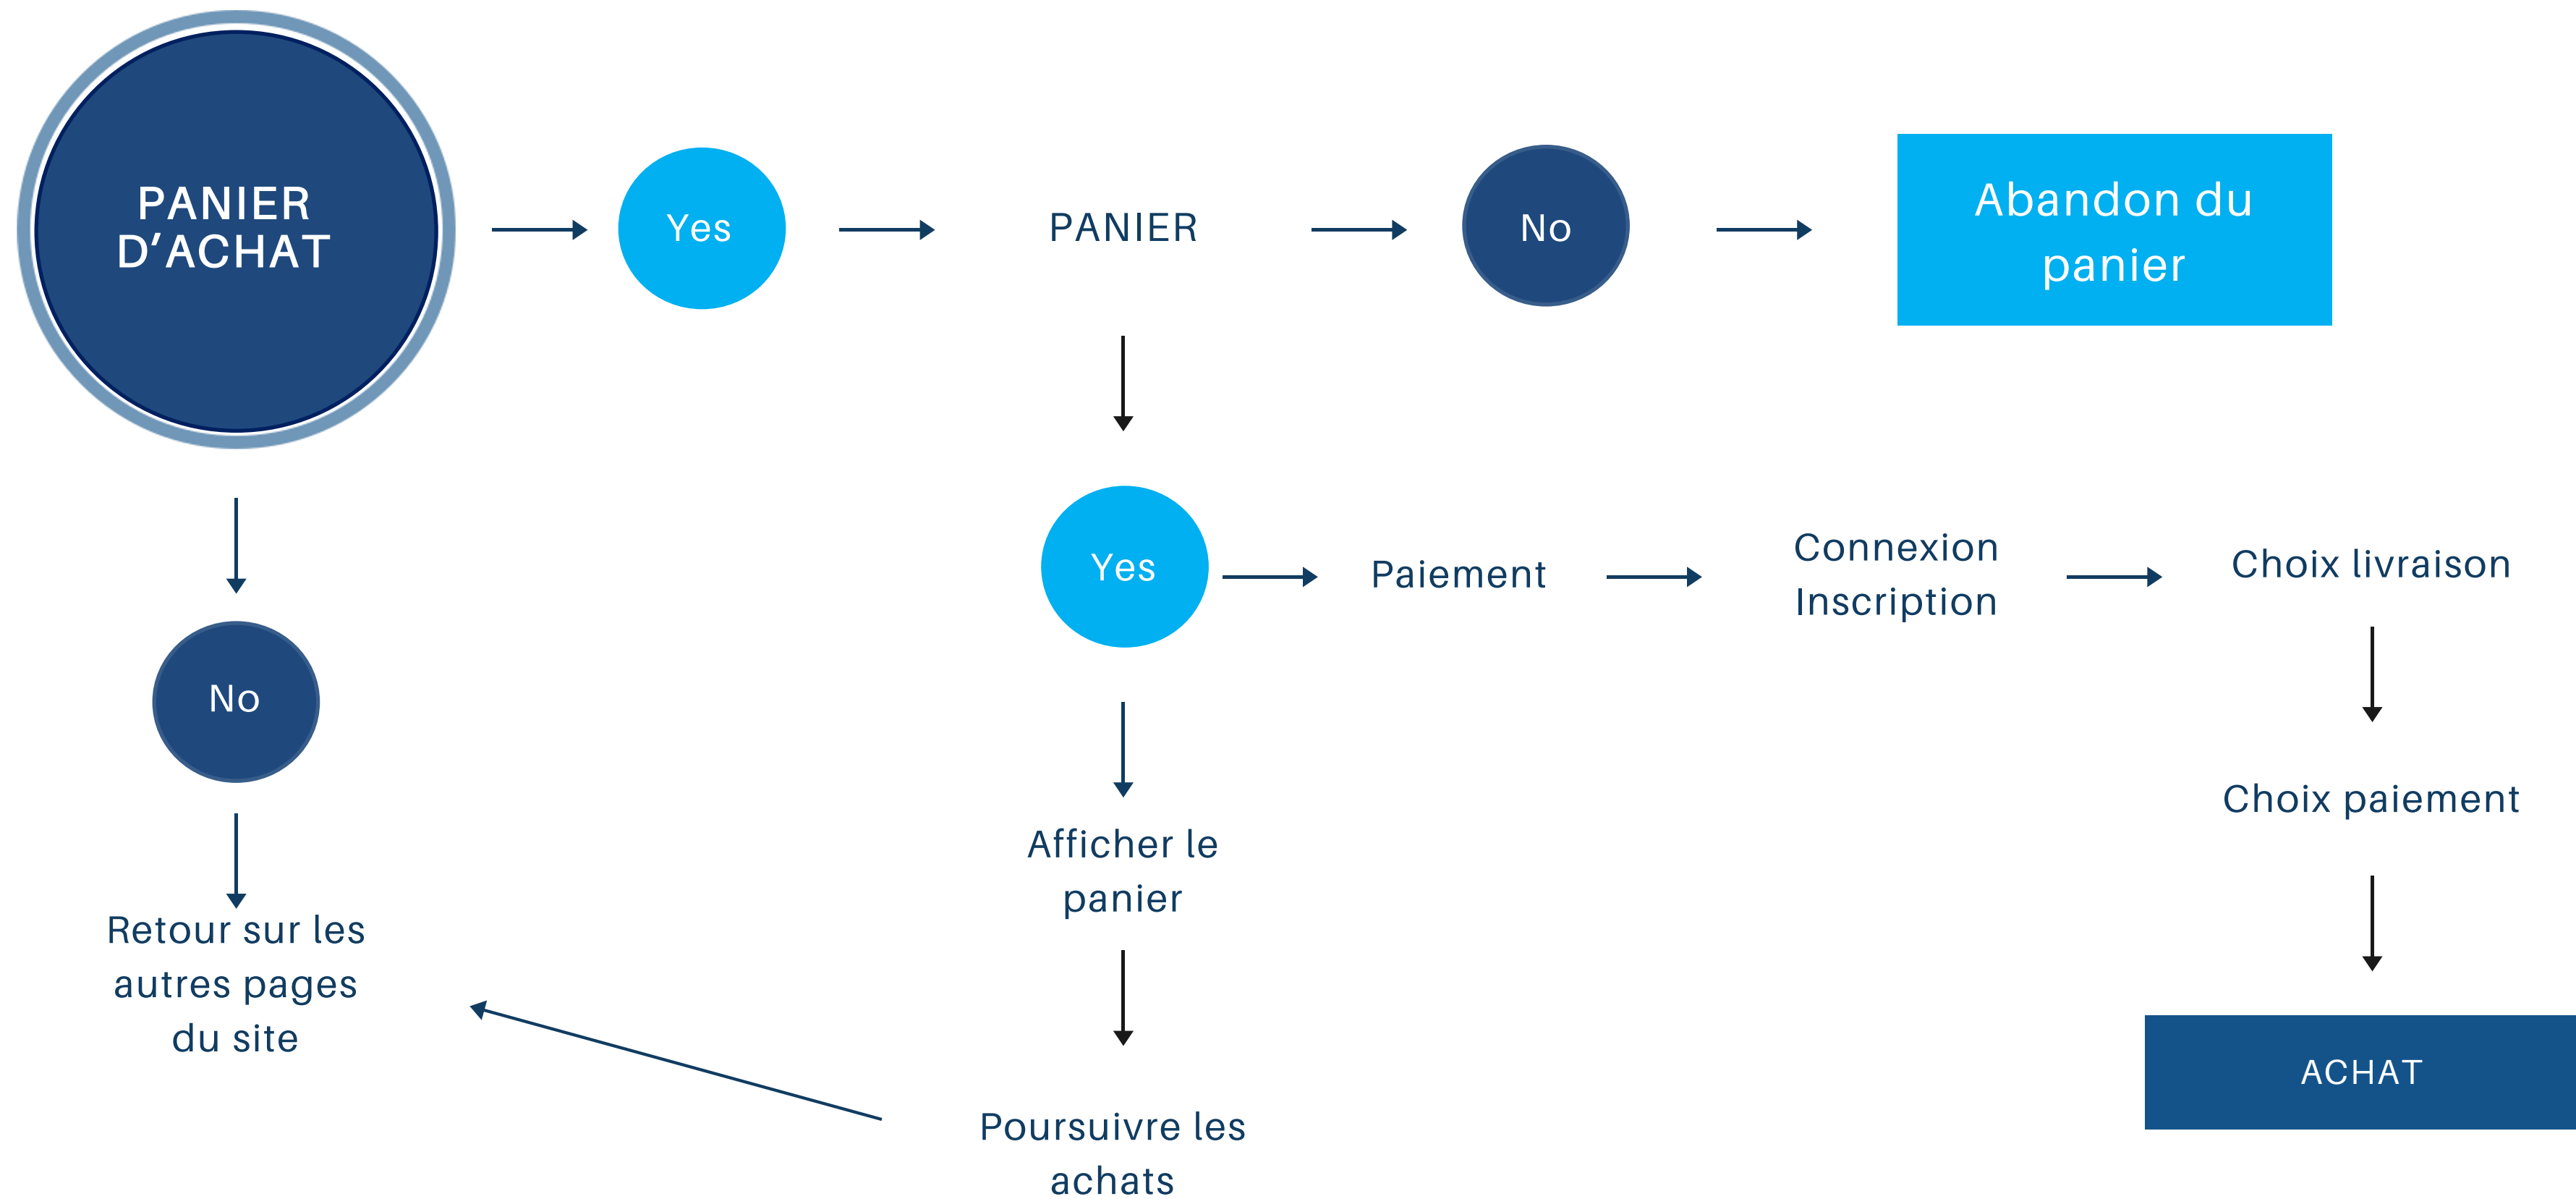 PANIER
D'ACHAT
Yes
PANIER
No
Abandon du
panier
Yes
Paiement
Connexion
Inscription
Choix livraison
No
Choix paiement
Afficher le
panier
Retour sur les
autres pages
du site
ACHAT
Poursuivre les
achats